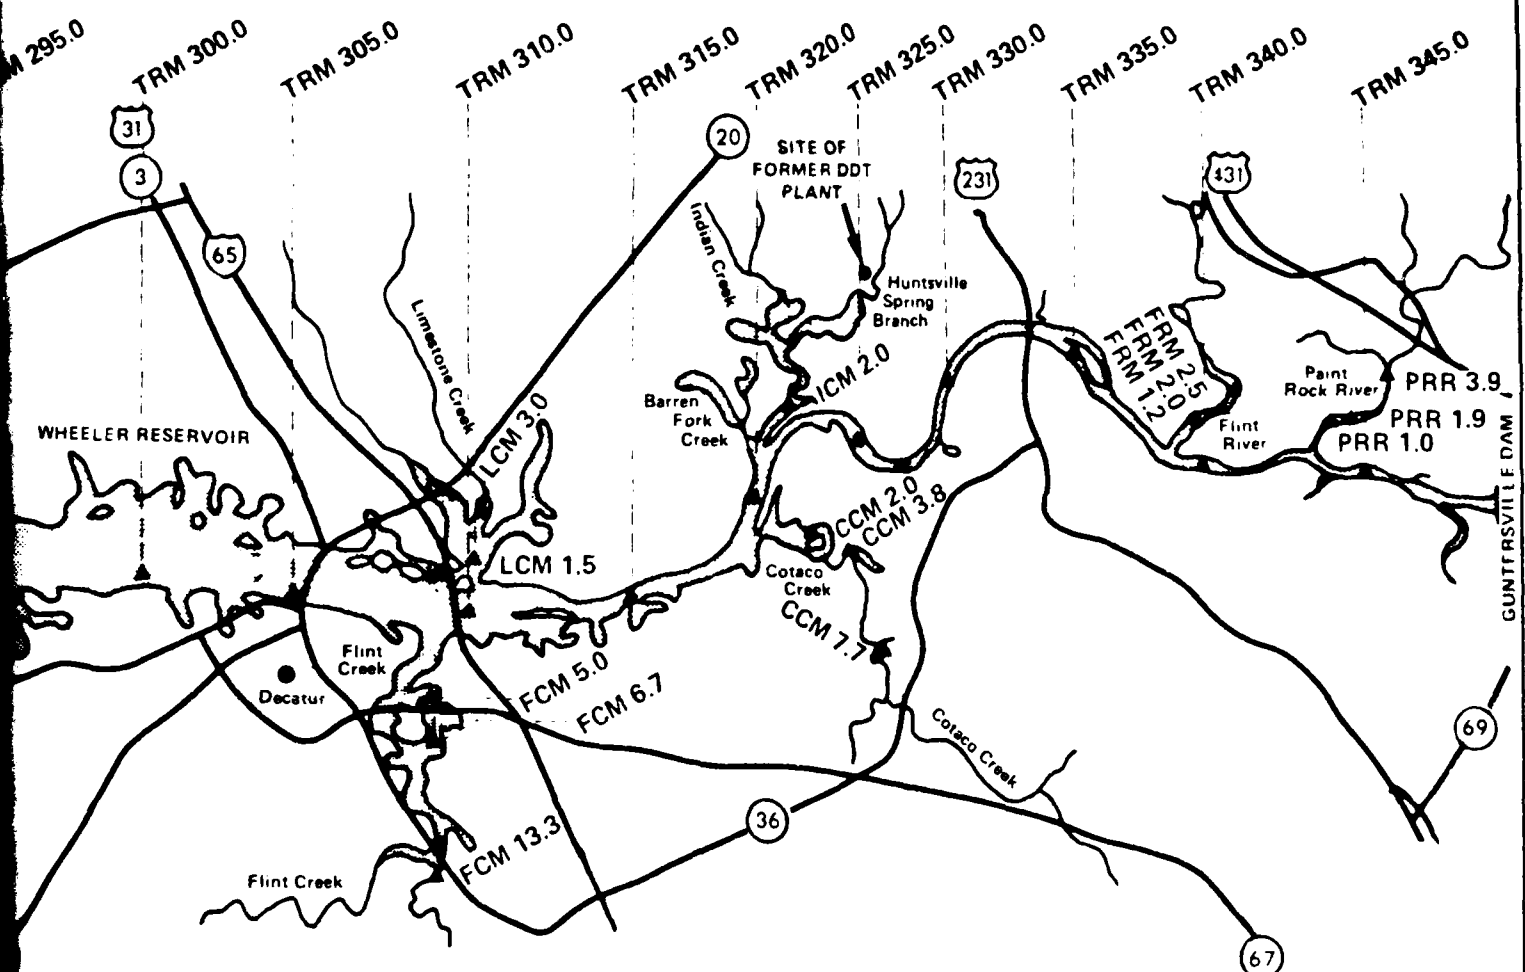 M 295.0
TRM 300.0
TRM 305.0
TRM 310.0
TRM 315.0
TRM 320.0
TRM 325.0
TRM 330.0
TRM 335.0
TRM 340.0
TRM 345.0
31
3
65
20
SITE OF
FORMER DDT
PLANT
231
431
Indian Creek
Huntsville
Spring
Branch
Limestone Creek
ICM 2.0
FRM 2.5
FRM 2.0
FRM 1.2
Paint
Rock River
PRR 3.9
PRR 1.9
PRR 1.0
Flint
River
Barren
Fork
Creek
WHEELER RESERVOIR
LCM 3.0
LCM 1.5
CCM 2.0
CCM 3.8
Cotaco
Creek
CCM 7.7
GUNTERSVILLE DAM
Flint
Creek
Decatur
FCM 5.0
FCM 6.7
Cotaco Creek
69
36
FCM 13.3
Flint Creek
67